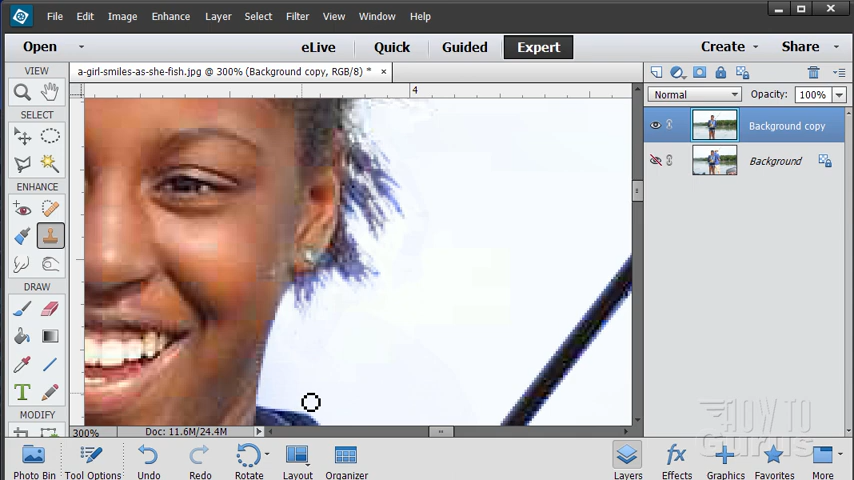 File Edit Image Enhance Layer Select Filter View Window Help
Open eLive Quick Guided Expert Create Share
VIEW a-girl-smiles-as-she-fish.jpg @ 300% (Background copy, RGB/8) * ×
4
Normal Opacity: 100%
SELECT
Background copy
Background
ENHANCE
DRAW
T
MODIFY
300% Doc: 11.6M/24.4M
HOW TO
GURUS
Photo Bin Tool Options Undo Redo Rotate Layout Organizer Layers Effects Graphics Favorites More